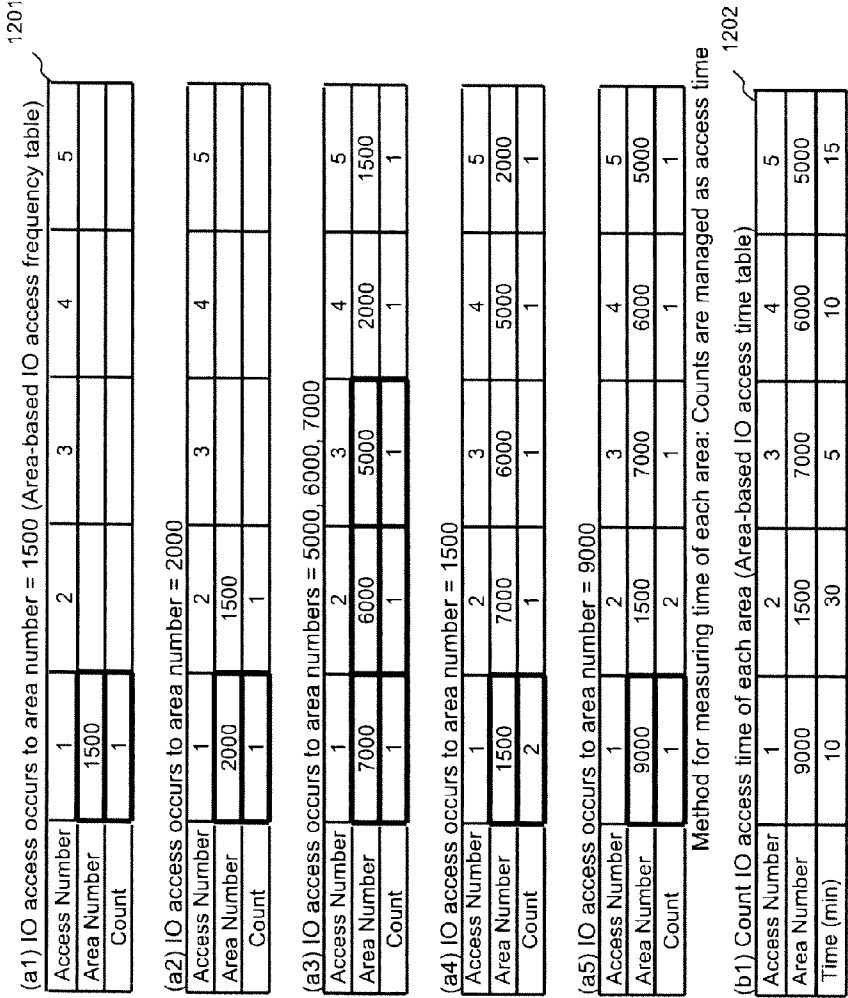 1201
(a1) IO access occurs to area number = 1500 (Area-based IO access frequency table)
Access Number 1 2 3 4 5
Area Number 1500
Count 1
(a2) IO access occurs to area number = 2000
Access Number 1 2 3 4 5
Area Number 2000 1500
Count 1 1
(a3) IO access occurs to area numbers = 5000, 6000, 7000
Access Number 1 2 3 4 5
Area Number 7000 6000 5000 2000 1500
Count 1 1 1 1 1
(a4) IO access occurs to area number = 1500
Access Number 1 2 3 4 5
Area Number 1500 7000 6000 5000 2000
Count 2 1 1 1 1
(a5) IO access occurs to area number = 9000
Access Number 1 2 3 4 5
Area Number 9000 1500 7000 6000 5000
Count 1 2 1 1 1
Method for measuring time of each area: Counts are managed as access time
1202
(b1) Count IO access time of each area (Area-based IO access time table)
Access Number 1 2 3 4 5
Area Number 9000 1500 7000 6000 5000
Time (min) 10 30 5 10 15